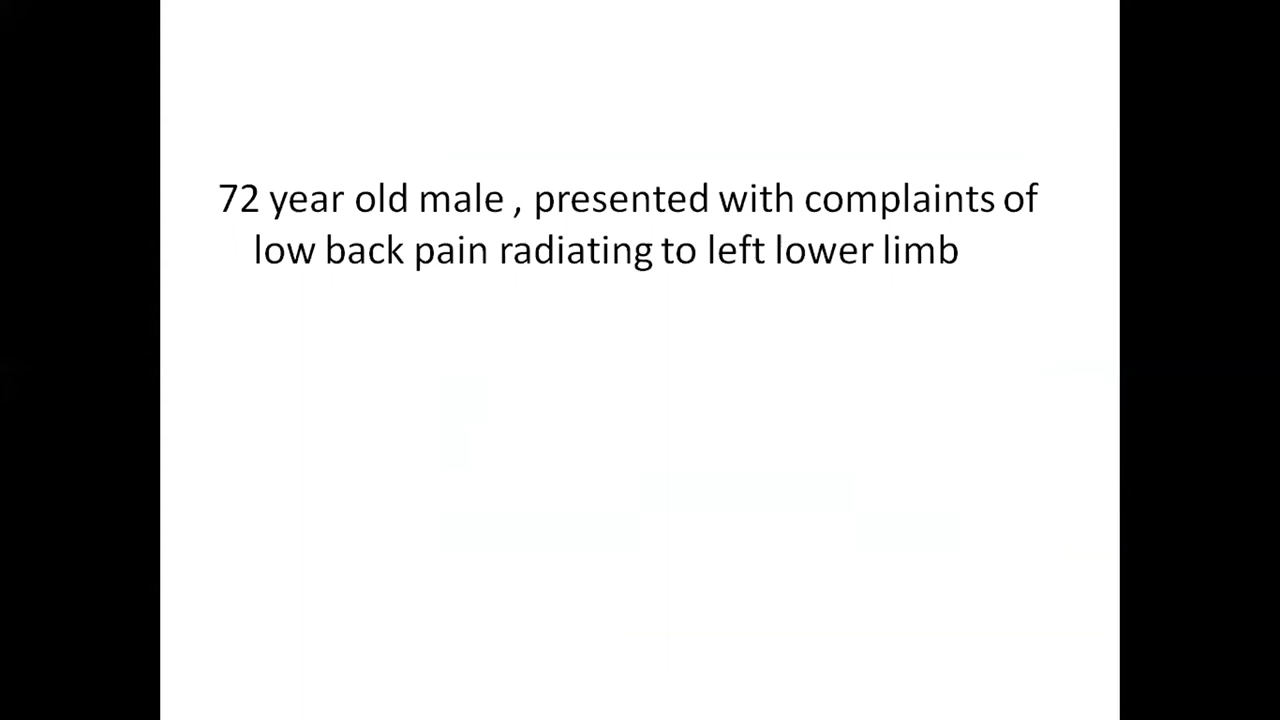 72 year old male , presented with complaints of
low back pain radiating to left lower limb